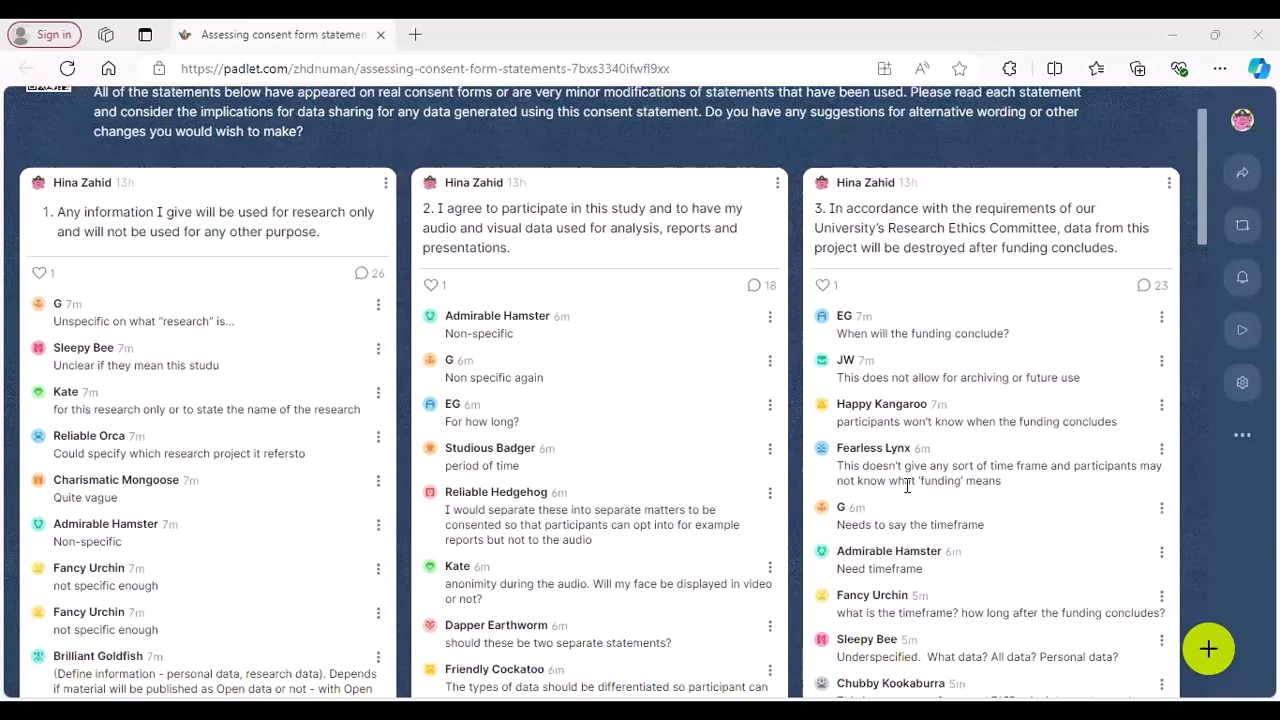 Sign in
Assessing consent form statemen
https://padlet.com/zhdnuman/assessing-consent-form-statements-7bxs3340ifwfl9xx
All of the statements below have appeared on real consent forms or are very minor modifications of statements that have been used. Please read each statement
and consider the implications for data sharing for any data generated using this consent statement. Do you have any suggestions for alternative wording or other
changes you would wish to make?
Hina Zahid 13h
1. Any information I give will be used for research only
and will not be used for any other purpose.
1 26
G 7m
Unspecific on what “research” is...
Sleepy Bee 7m
Unclear if they mean this studu
Kate 7m
for this research only or to state the name of the research
Reliable Orca 7m
Could specify which research project it refersto
Charismatic Mongoose 7m
Quite vague
Admirable Hamster 7m
Non-specific
Fancy Urchin 7m
not specific enough
Fancy Urchin 7m
not specific enough
Brilliant Goldfish 7m
(Define information - personal data, research data). Depends
if material will be published as Open data or not - with Open
Hina Zahid 13h
2. I agree to participate in this study and to have my
audio and visual data used for analysis, reports and
presentations.
1 18
Admirable Hamster 6m
Non-specific
G 6m
Non specific again
EG 6m
For how long?
Studious Badger 6m
period of time
Reliable Hedgehog 6m
I would separate these into separate matters to be
consented so that participants can opt into for example
reports but not to the audio
Kate 6m
anonimity during the audio. Will my face be displayed in video
or not?
Dapper Earthworm 6m
should these be two separate statements?
Friendly Cockatoo 6m
The types of data should be differentiated so participant can
Hina Zahid 13h
3. In accordance with the requirements of our
University’s Research Ethics Committee, data from this
project will be destroyed after funding concludes.
1 23
EG 7m
When will the funding conclude?
JW 7m
This does not allow for archiving or future use
Happy Kangaroo 7m
participants won't know when the funding concludes
Fearless Lynx 6m
This doesn't give any sort of time frame and participants may
not know what 'funding' means
G 6m
Needs to say the timeframe
Admirable Hamster 6m
Need timeframe
Fancy Urchin 5m
what is the timeframe? how long after the funding concludes?
Sleepy Bee 5m
Underspecified. What data? All data? Personal data?
Chubby Kookaburra 5m